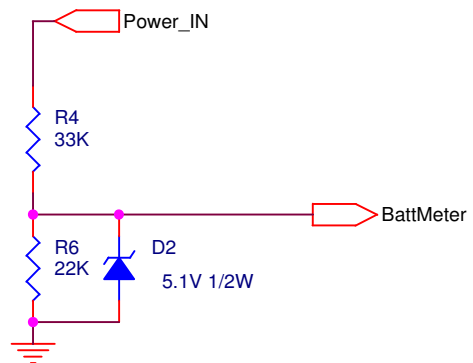 Power_IN
R4
33K
BattMeter
R6
22K
D2
5.1V 1/2W